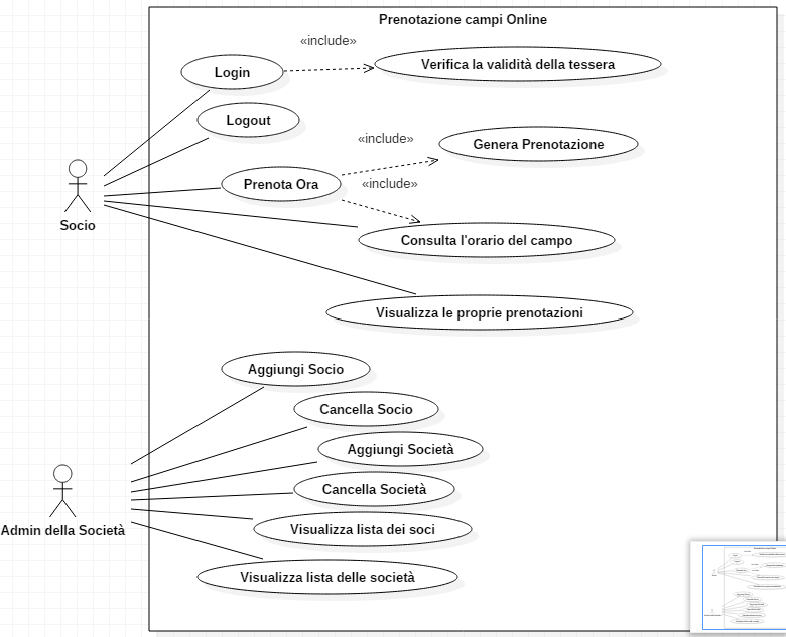 Prenotazione campi Online
«include»
Login
Verifica la validità della tessera
Logout
«include»
Genera Prenotazione
Prenota Ora
«include»
Socio
Consulta l'orario del campo
Visualizza le proprie prenotazioni
Aggiungi Socio
Cancella Socio
Aggiungi Società
Cancella Società
Admin della Società
Visualizza lista dei soci
Visualizza lista delle società